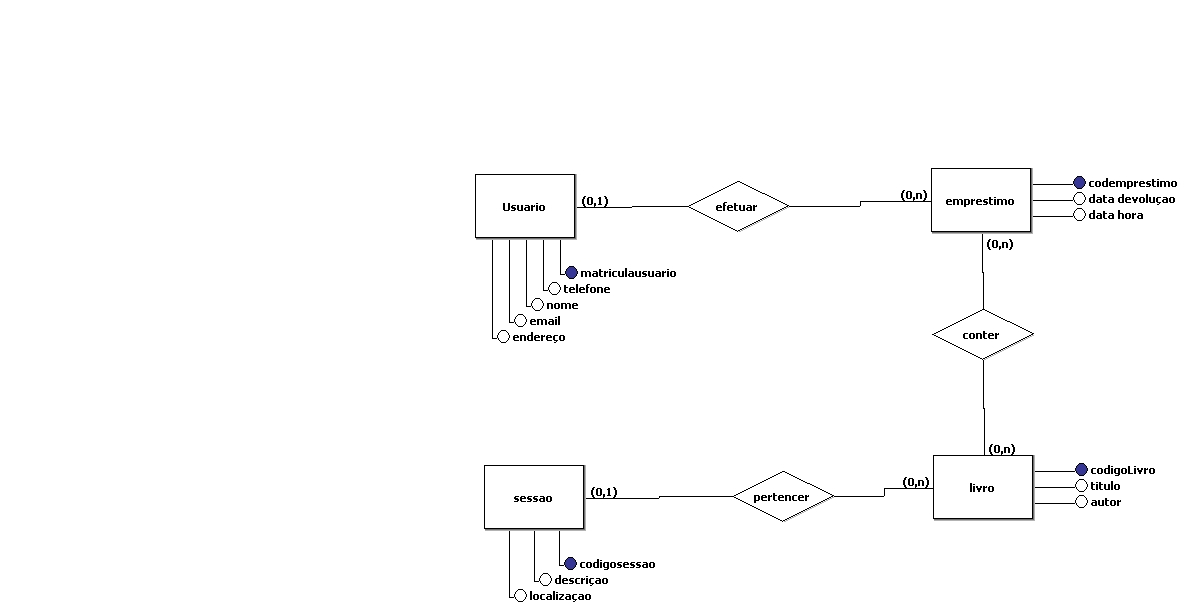 Usuario
(0,1)
efetuar
(0,n)
emprestimo
codemprestimo
data devoluçao
data hora
(0,n)
matriculausuario
telefone
nome
email
endereço
conter
(0,n)
sessao
(0,1)
pertencer
(0,n)
livro
codigoLivro
titulo
autor
codigosessao
descriçao
localizaçao